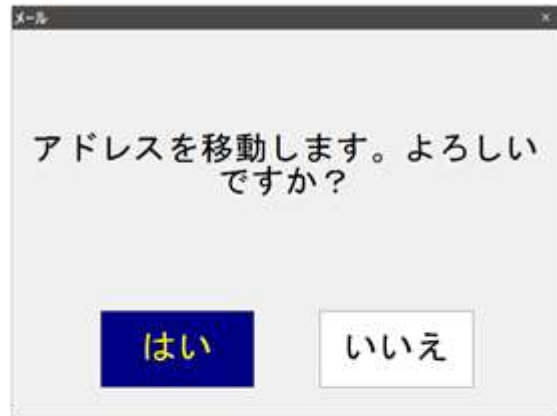 メール
アドレスを移動します。よろしい
ですか？
はい
いいえ